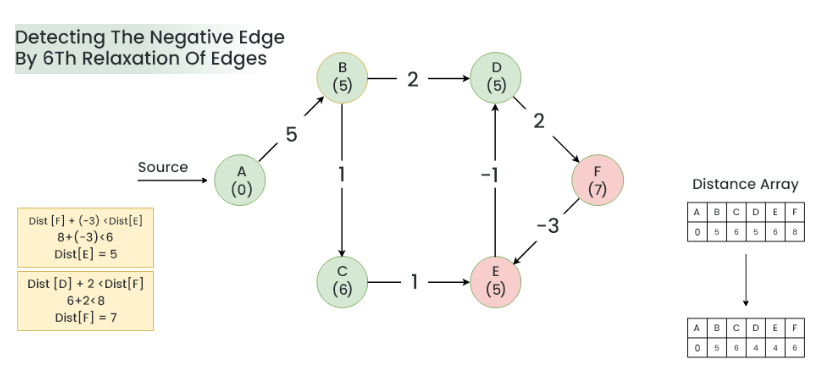 Detecting The Negative Edge
By 6Th Relaxation Of Edges
B
(5)
2
D
(5)
5
2
Source
A
(0)
1
-1
F
(7)
Distance Array
A B C D E F
0 5 6 5 6 8
Dist [F] + (-3) <Dist[E]
8+(-3)<6
Dist[E] = 5
-3
Dist [D] + 2 <Dist[F]
6+2<8
Dist[F] = 7
C
(6)
1
E
(5)
A B C D E F
0 5 6 4 4 6